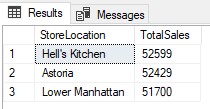 Results Messages
StoreLocation TotalSales
1 Hell's Kitchen 52599
2 Astoria 52429
3 Lower Manhattan 51700